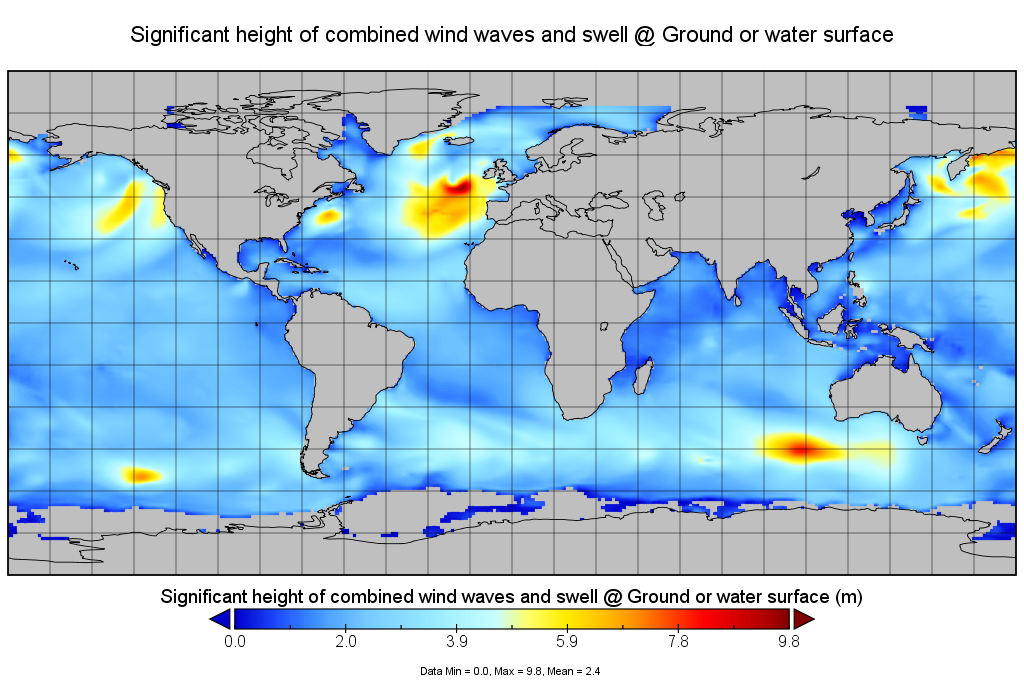 Significant height of combined wind waves and swell @ Ground or water surface
Significant height of combined wind waves and swell @ Ground or water surface (m)
0.0 2.0 3.9 5.9 7.8 9.8
Data Min = 0.0, Max = 9.8, Mean = 2.4